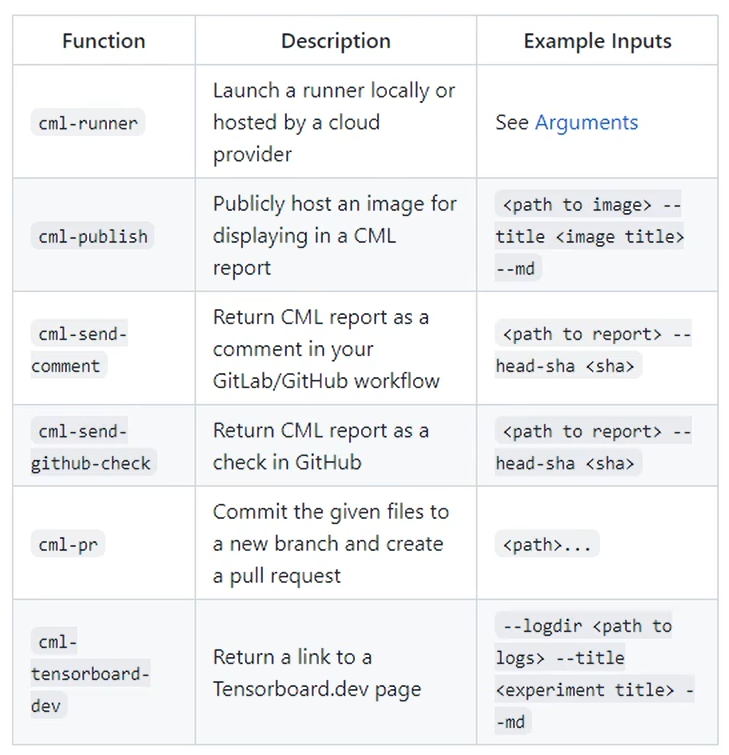 Function Description Example Inputs
cml-runner
Launch a runner locally or
hosted by a cloud
provider
See Arguments
cml-publish
Publicly host an image for
displaying in a CML
report
<path to image> --
title <image title>
--md
cml-send-
comment
Return CML report as a
comment in your
GitLab/GitHub workflow
<path to report> --
head-sha <sha>
cml-send-
github-check
Return CML report as a
check in GitHub
<path to report> --
head-sha <sha>
cml-pr
Commit the given files to
a new branch and create
a pull request
<path>...
cml-
tensorboard-
dev
Return a link to a
Tensorboard.dev page
--logdir <path to
logs> --title
<experiment title> -
-md